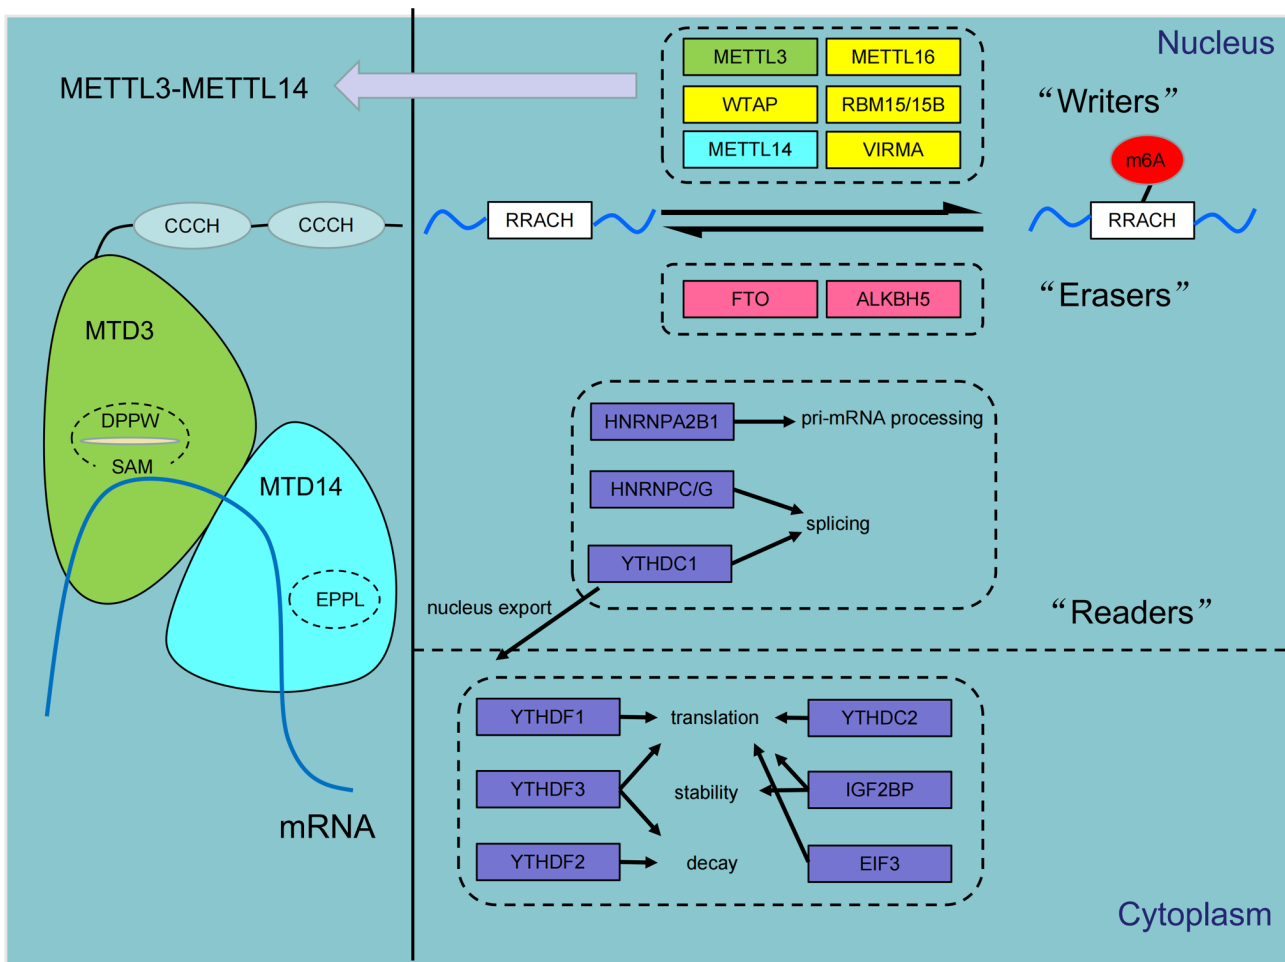 METTL3-METTL14
CCCH
CCCH
MTD3
DPPW
SAM
MTD14
EPPL
mRNA
Nucleus
METTL3
METTL16
WTAP
RBM15/15B
METTL14
VIRMA
“Writers”
m6A
RRACH
RRACH
FTO
ALKBH5
“Erasers”
HNRNPA2B1
pri-mRNA processing
HNRNPC/G
splicing
YTHDC1
nucleus export
“Readers”
YTHDF1
translation
YTHDC2
YTHDF3
stability
IGF2BP
YTHDF2
decay
EIF3
Cytoplasm